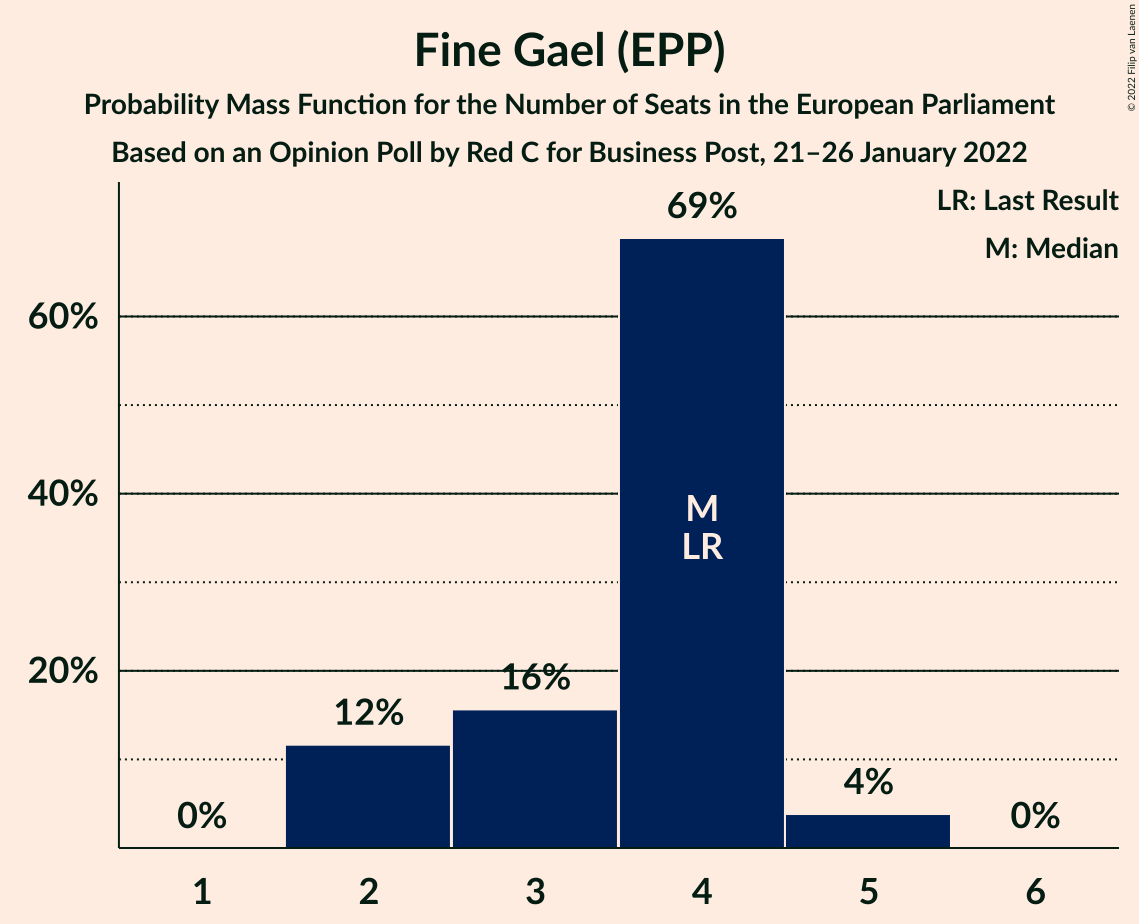 Fine Gael (EPP)
Probability Mass Function for the Number of Seats in the European Parliament
Based on an Opinion Poll by Red C for Business Post, 21–26 January 2022
© 2022 Filip van Laenen
LR: Last Result
M: Median
69%
60%
40%
20%
M
LR
0%
12%
16%
4%
0%
1
2
3
4
5
6